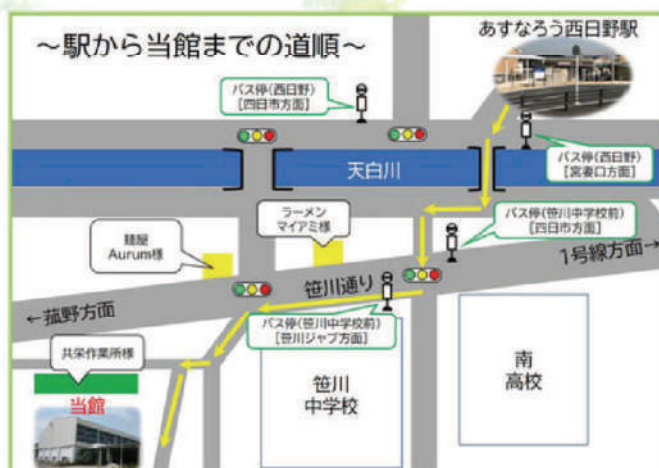 ～駅から当館までの道順～
あすなろう西日野駅
バス停(西日野)
[四日市方面]
バス停(西日野)
[宮妻口方面]
天白川
ラーメン
マイアミ様
麺屋
Aurum様
バス停(笹川中学校前)
[四日市方面]
1号線方面→
笹川通り
←菰野方面
バス停(笹川中学校前)
[笹川ジャブ方面]
共栄作業所様
当館
笹川
中学校
南
高校